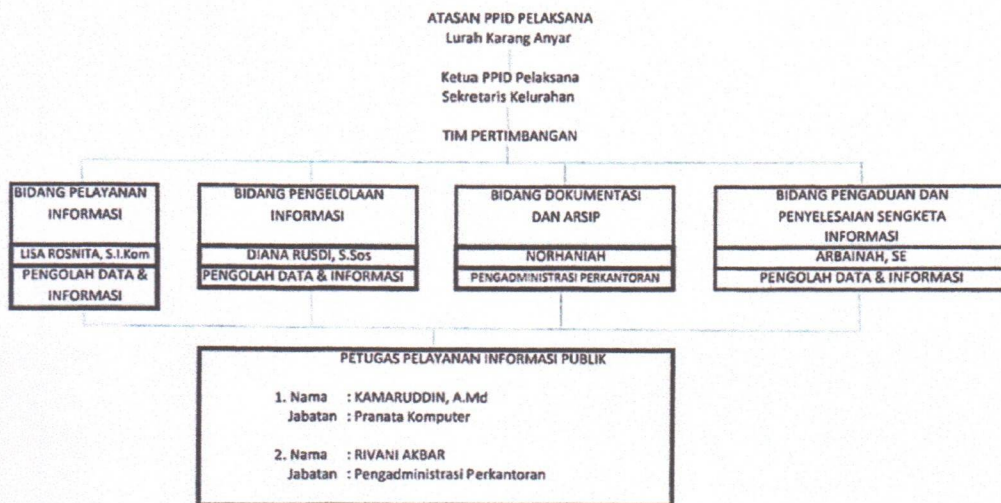 ATASAN PPID PELAKSANA
Lurah Karang Anyar
Ketua PPID Pelaksana
Sekretaris Kelurahan
TIM PERTIMBANGAN
BIDANG PELAYANAN
INFORMASI
LISA ROSNITA, S.I.Kom
PENGOLAH DATA &
INFORMASI
BIDANG PENGELOLAAN
INFORMASI
DIANA RUSDI, S.Sos
PENGOLAH DATA & INFORMASI
BIDANG DOKUMENTASI
DAN ARSIP
NORHANIAH
PENGADMINISTRASI PERKANTORAN
BIDANG PENGADUAN DAN
PENYELESAIAN SENGKETA
INFORMASI
ARBAINAH, SE
PENGOLAH DATA & INFORMASI
PETUGAS PELAYANAN INFORMASI PUBLIK
1. Nama : KAMARUDDIN, A.Md
Jabatan : Pranata Komputer
2. Nama : RIVANI AKBAR
Jabatan : Pengadministrasi Perkantoran